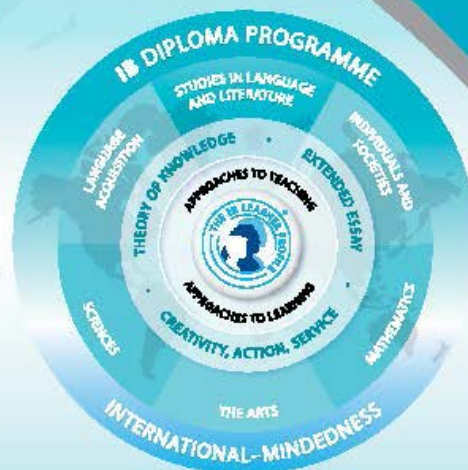 IB DIPLOMA PROGRAMME
STUDIES IN LANGUAGE
AND LITERATURE
LANGUAGE
ACQUISITION
INDIVIDUALS AND
SOCIETIES
THEORY OF KNOWLEDGE
EXTENDED ESSAY
APPROACHES TO TEACHING
THE IB LEARNER PROFILE
APPROACHES TO LEARNING
CREATIVITY, ACTION, SERVICE
SCIENCES
MATHEMATICS
THE ARTS
INTERNATIONAL-MINDEDNESS